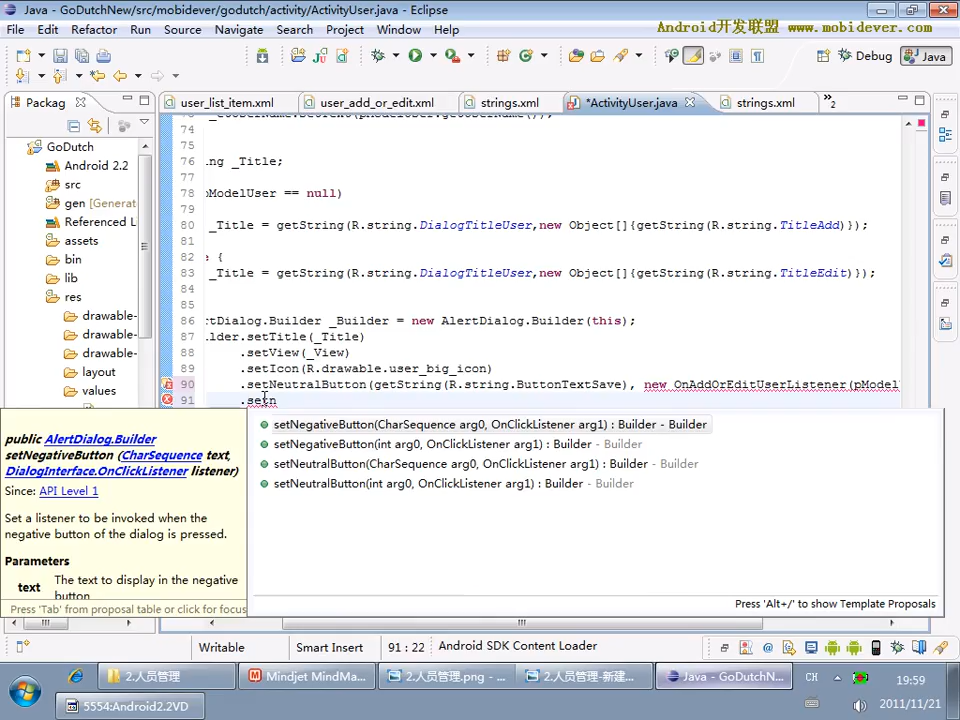 Java - GoDutchNew/src/mobidever/godutch/activity/ActivityUser.java - Eclipse
File Edit Refactor Run Source Navigate Search Project Window Help
Android开发联盟 www.mobidever.com
Debug Java
Packag
user_list_item.xml user_add_or_edit.xml strings.xml *ActivityUser.java strings.xml »2
GoDutch
Android 2.2
src
gen [Generat
Referenced L
assets
bin
lib
res
drawable-
drawable-
drawable-
layout
values
74
75
76 ing _Title;
77
78 pModelUser == null)
79
80 _Title = getString(R.string.DialogTitleUser,new Object[]{getString(R.string.TitleAdd)});
81
82 e {
83 _Title = getString(R.string.DialogTitleUser,new Object[]{getString(R.string.TitleEdit)});
84
85
86 rtDialog.Builder _Builder = new AlertDialog.Builder(this);
87 ilder.setTitle(_Title)
88 .setView(_View)
89 .setIcon(R.drawable.user_big_icon)
90 .setNeutralButton(getString(R.string.ButtonTextSave), new OnAddOrEditUserListener(pModel
91 .setn
public AlertDialog.Builder
setNegativeButton (CharSequence text,
DialogInterface.OnClickListener listener)
Since: API Level 1
Set a listener to be invoked when the
negative button of the dialog is pressed.
Parameters
text The text to display in the negative
button
Press 'Tab' from proposal table or click for focus
setNegativeButton(CharSequence arg0, OnClickListener arg1) : Builder - Builder
setNegativeButton(int arg0, OnClickListener arg1) : Builder - Builder
setNeutralButton(CharSequence arg0, OnClickListener arg1) : Builder - Builder
setNeutralButton(int arg0, OnClickListener arg1) : Builder - Builder
Press 'Alt+/' to show Template Proposals
Writable Smart Insert 91 : 22 Android SDK Content Loader
2.人员管理 Mindjet MindMa... 2.人员管理.png - ... 2.人员管理-新建... Java - GoDutchN...
CH 19:59
5554:Android2.2VD 2011/11/21